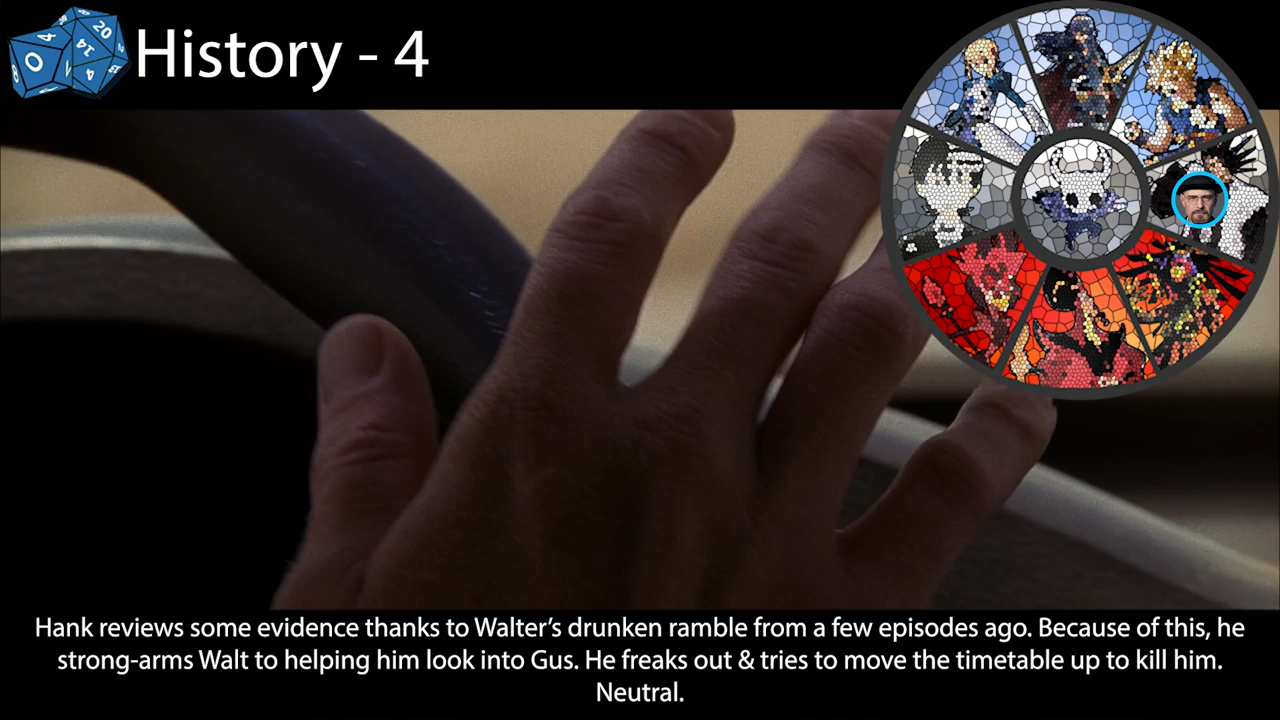 History - 4
Hank reviews some evidence thanks to Walter’s drunken ramble from a few episodes ago. Because of this, he
strong-arms Walt to helping him look into Gus. He freaks out & tries to move the timetable up to kill him.
Neutral.